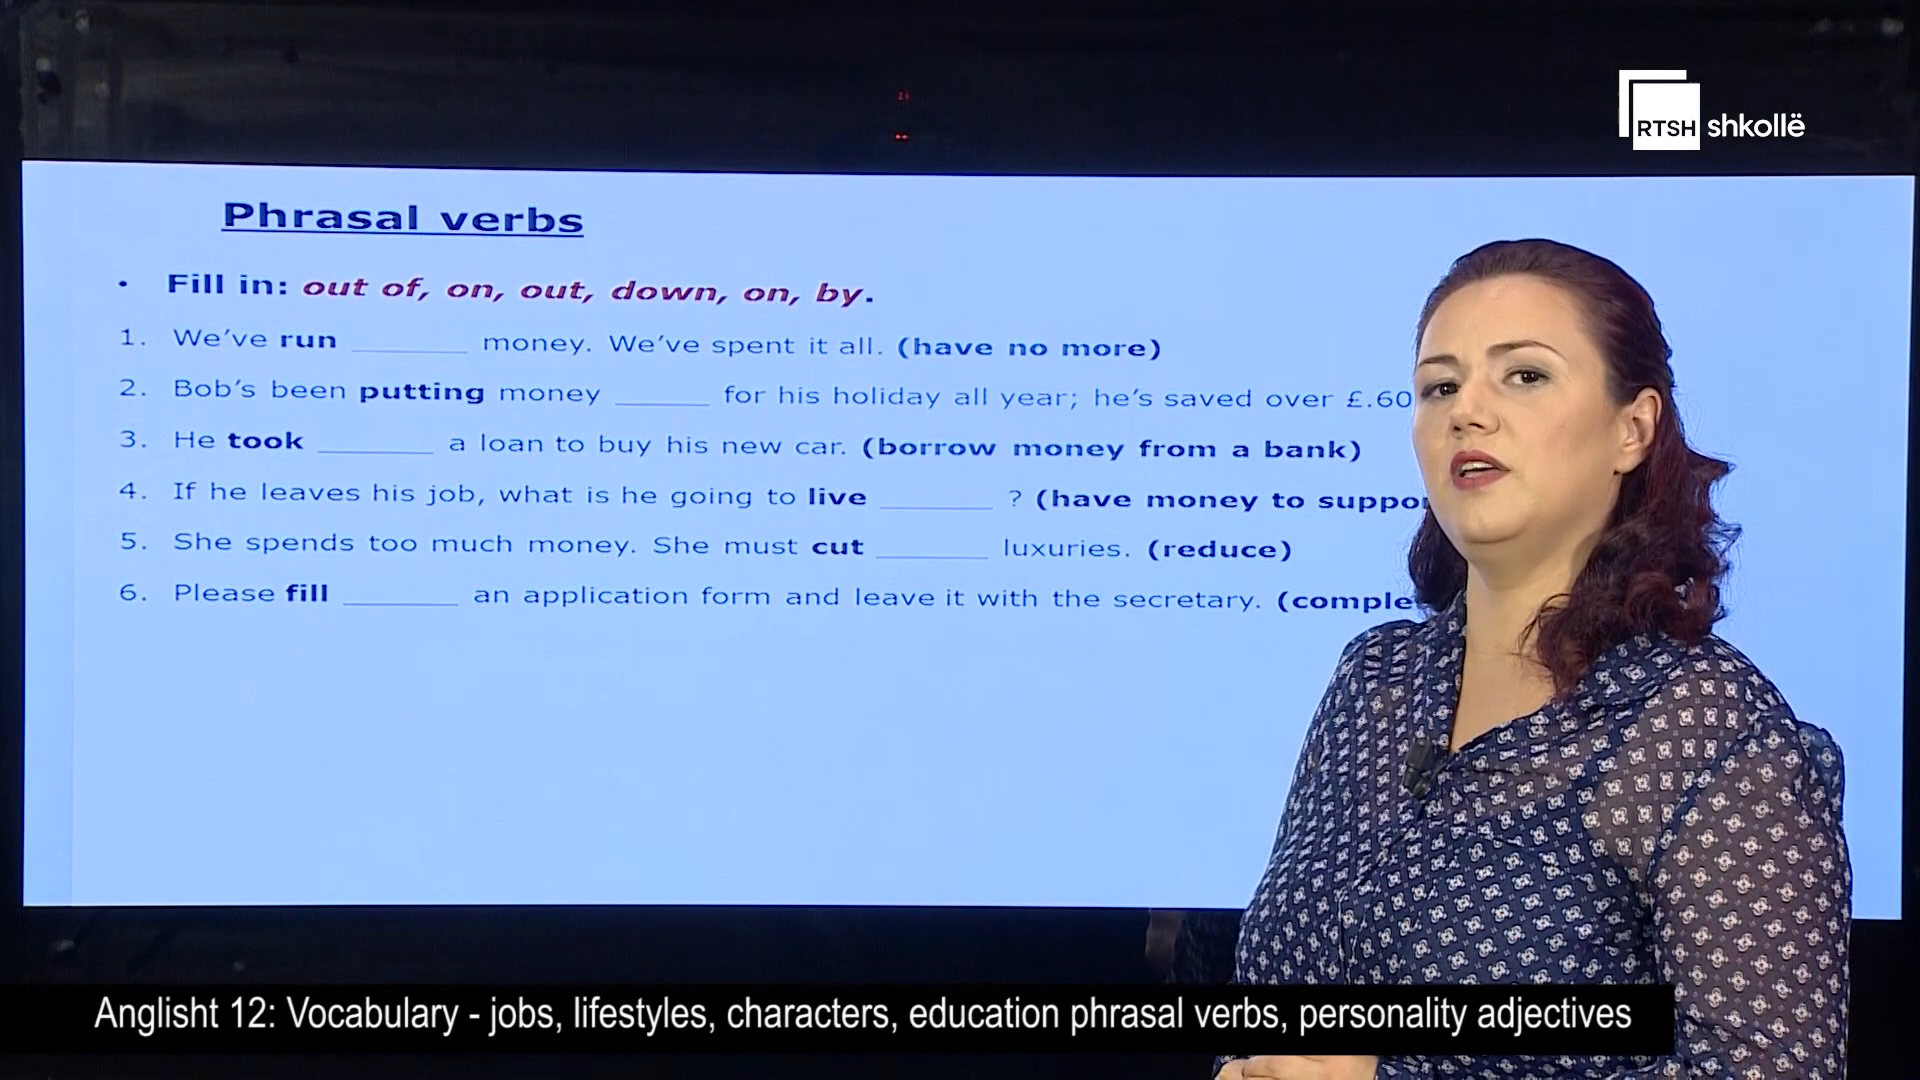 RTSH shkollë
Phrasal verbs
• Fill in: out of, on, out, down, on, by.
1. We've run ______ money. We've spent it all. (have no more)
2. Bob's been putting money ______ for his holiday all year; he's saved over £.60
3. He took ______ a loan to buy his new car. (borrow money from a bank)
4. If he leaves his job, what is he going to live ______ ? (have money to
5. She spends too much money. She must cut ______ luxuries. (reduce)
6. Please fill ______ an application form and leave it with the secretary.
Anglisht 12: Vocabulary - jobs, lifestyles, characters, education phrasal verbs, personality adjectives